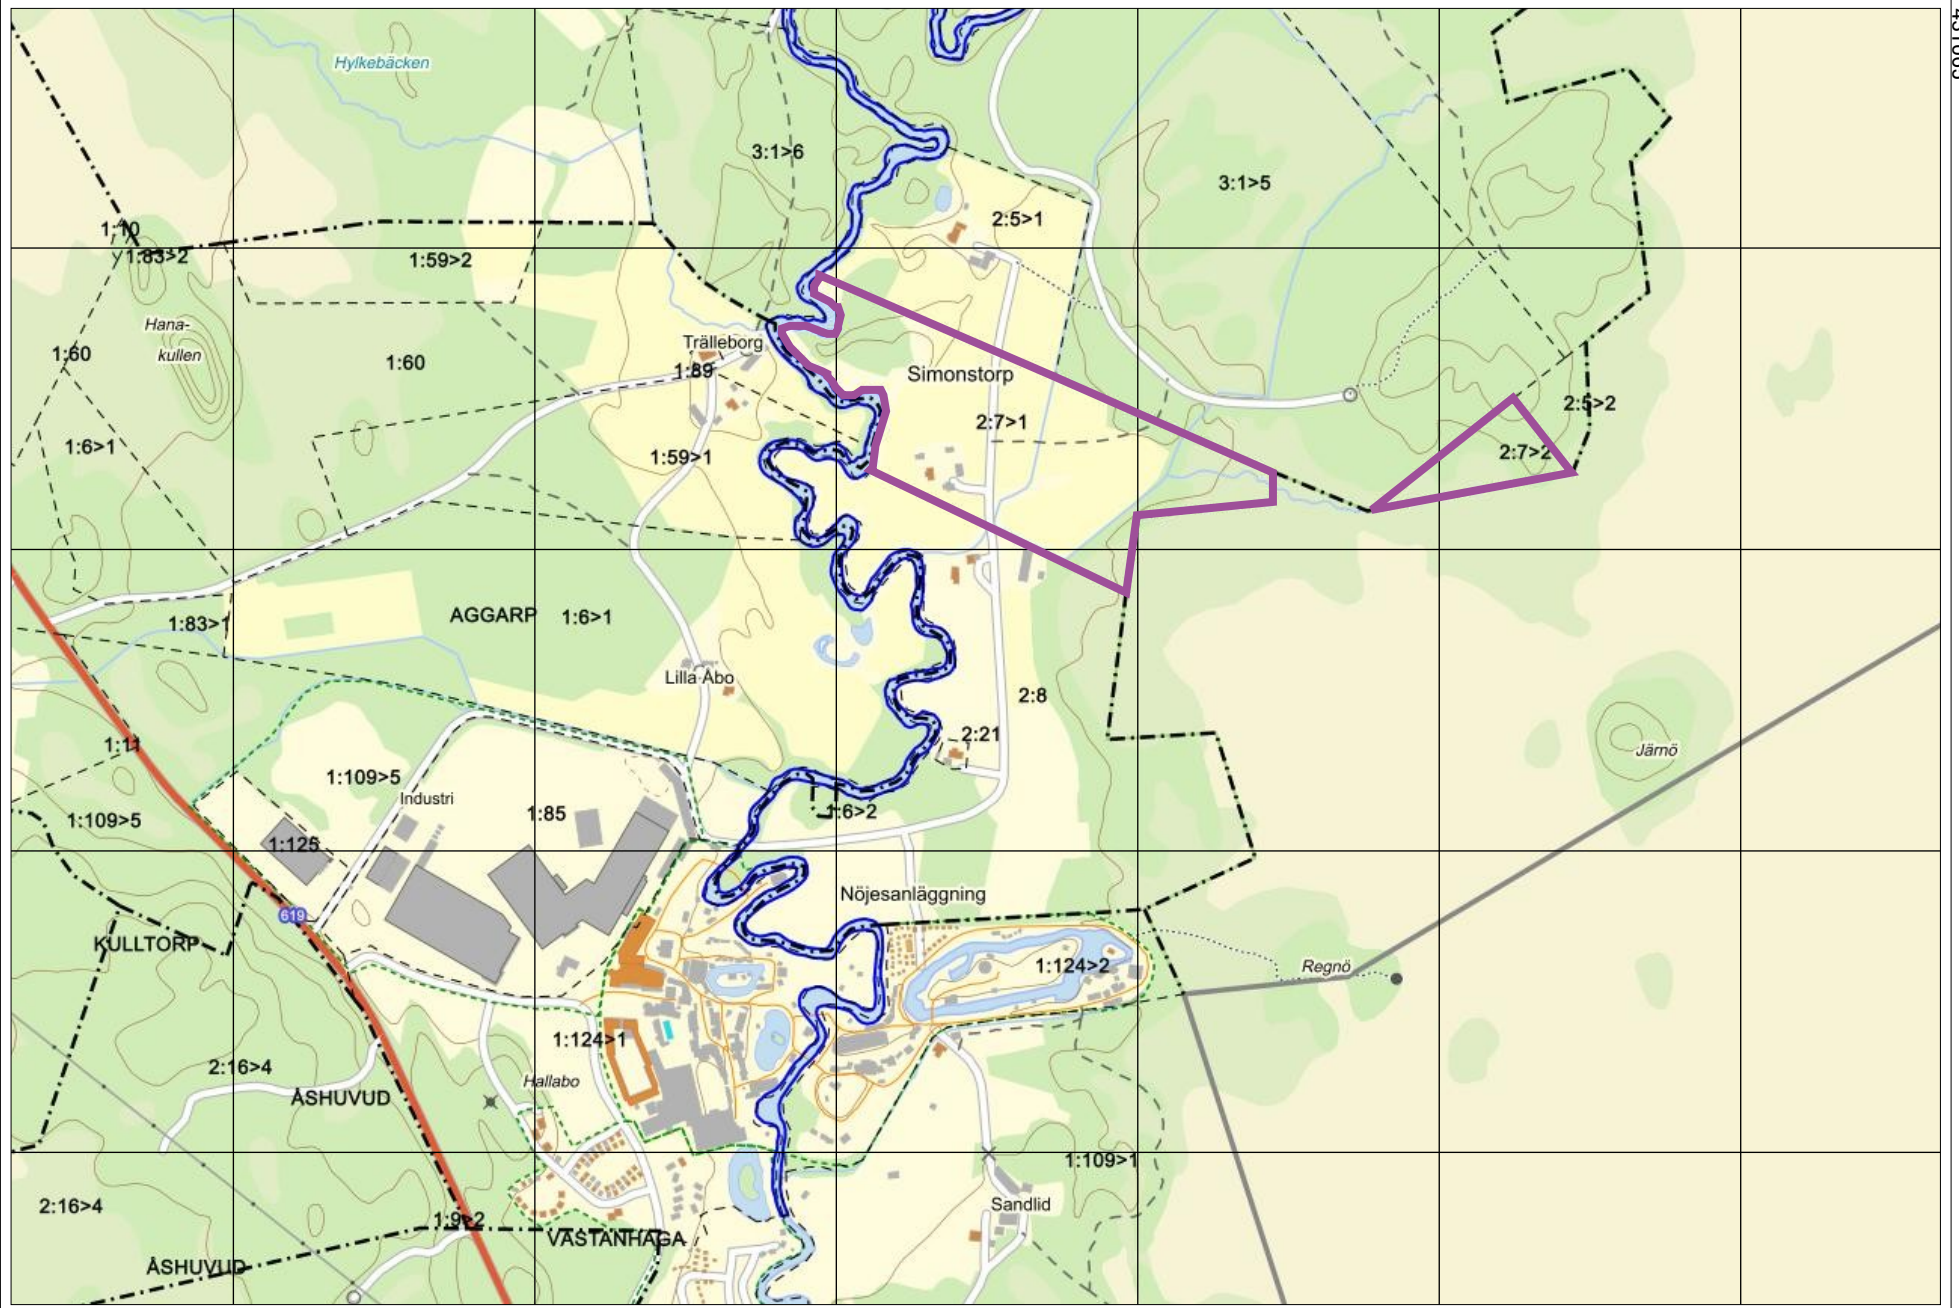 Hylkebäcken
3:1>6
3:1>5
2:5>1
1:10
1:83>2
1:59>2
Hana-
kullen
Trälleborg
1:60
1:60
1:89
Simonstorp
2:5>2
2:7>1
1:6>1
1:59>1
2:7>2
AGGARP
1:6>1
1:83>1
Lilla Åbo
2:8
2:21
1:11
Järnö
1:109>5
Industri
1:85
1:6>2
1:109>5
1:125
Nöjesanläggning
619
KULLTORP
1:124>2
Regnö
1:124>1
2:16>4
Hallabo
ÅSHUVUD
1:109>1
2:16>4
Sandlid
1:9>2
VÄSTANHAGA
ÅSHUVUD